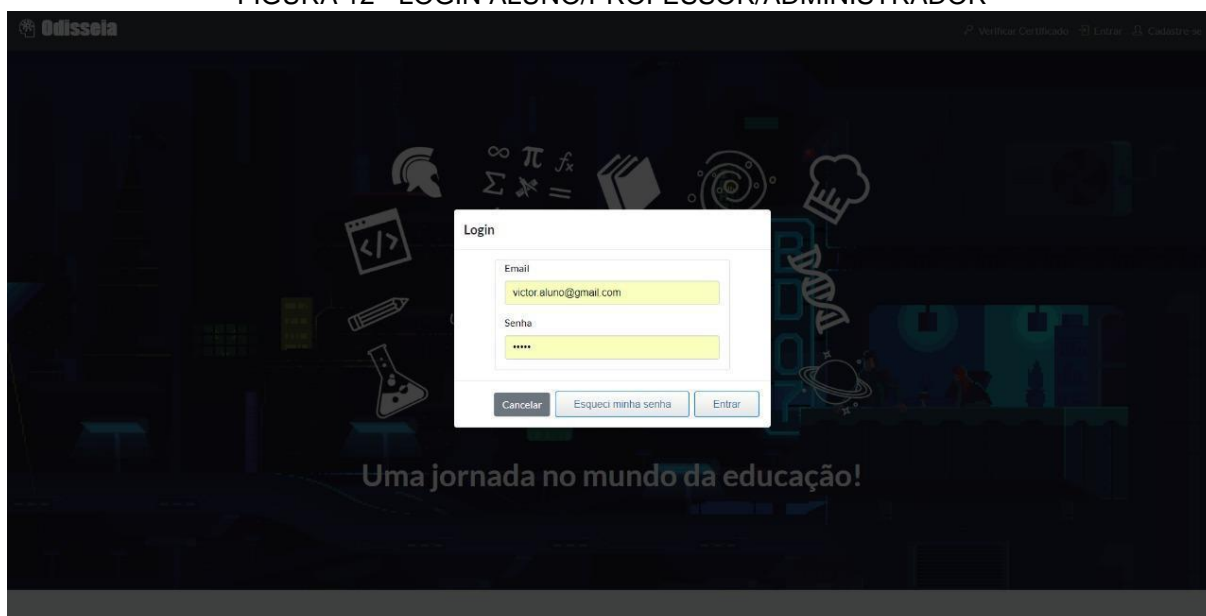 FIGURA 12 - LOGIN ALUNO/PROFESSOR/ADMINISTRADOR
Odisseia
Verificar Certificado Entrar Cadastre-se
∞ π fx
Σ =
</>
Login
Email
victor.aluno@gmail.com
Senha
•••••
Cancelar Esqueci minha senha Entrar
Uma jornada no mundo da educação!